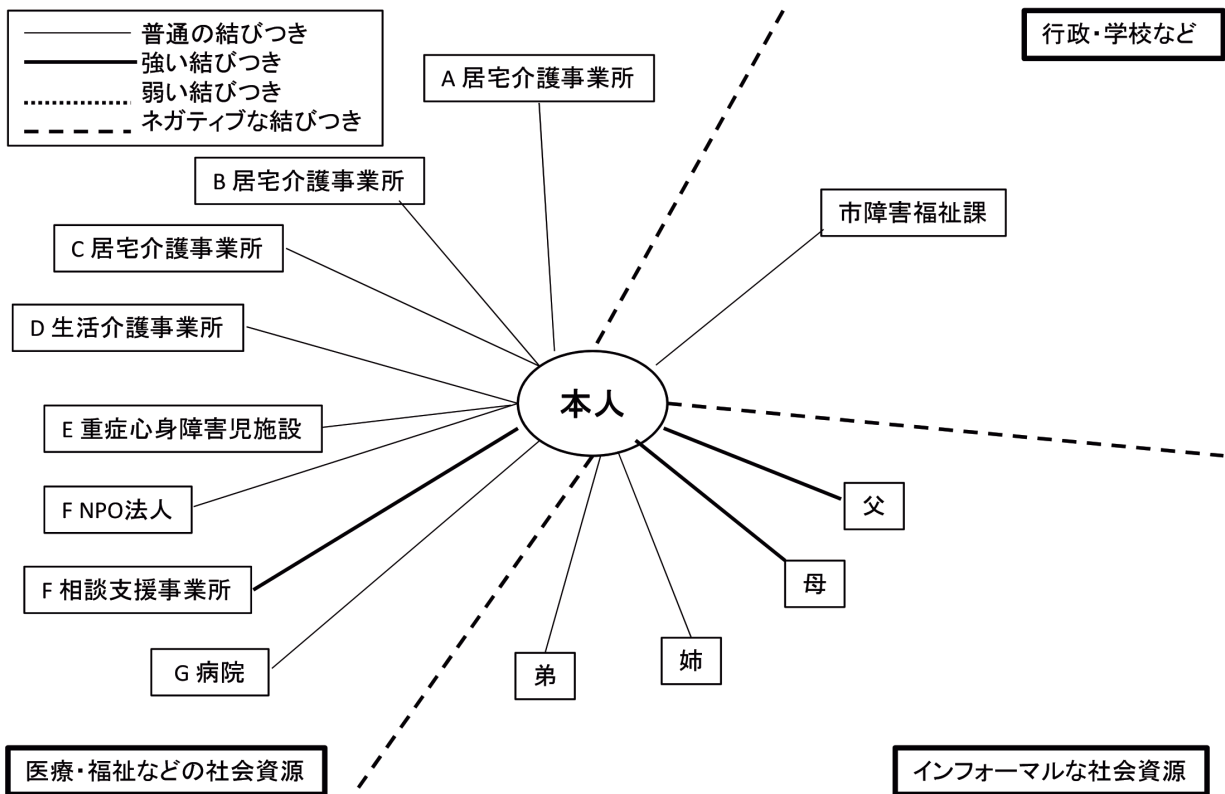 普通の結びつき
強い結びつき
弱い結びつき
ネガティブな結びつき
行政・学校など
A 居宅介護事業所
B 居宅介護事業所
市障害福祉課
C 居宅介護事業所
D 生活介護事業所
本人
E 重症心身障害児施設
F NPO法人
父
F 相談支援事業所
母
G 病院
弟
姉
医療・福祉などの社会資源
インフォーマルな社会資源